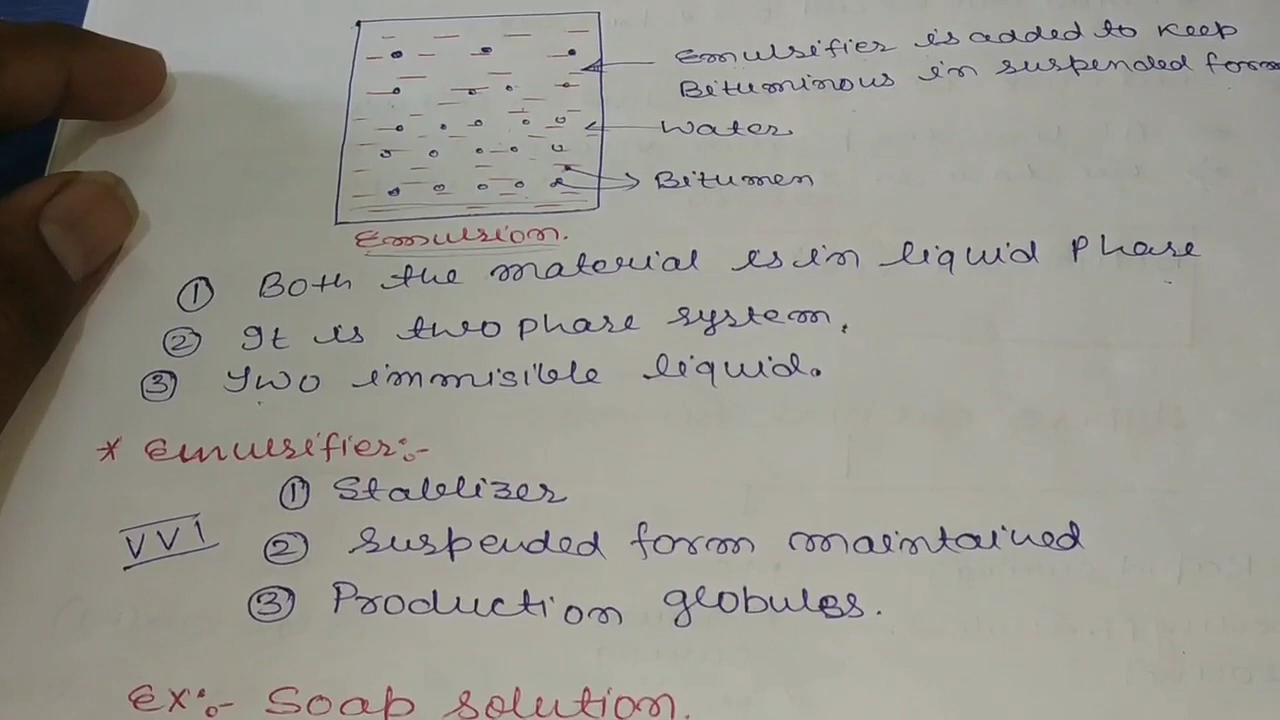 Emulsifier is added to keep
Bituminous in suspended form
Water
Bitumen
Emulsion.
① Both the material is in liquid phase
② It is two phase system.
③ Two immisible liquid.
* Emulsifier:-
① Stablizer
VVI ② suspended form maintained
③ Production globules.
Ex:- Soap solution.